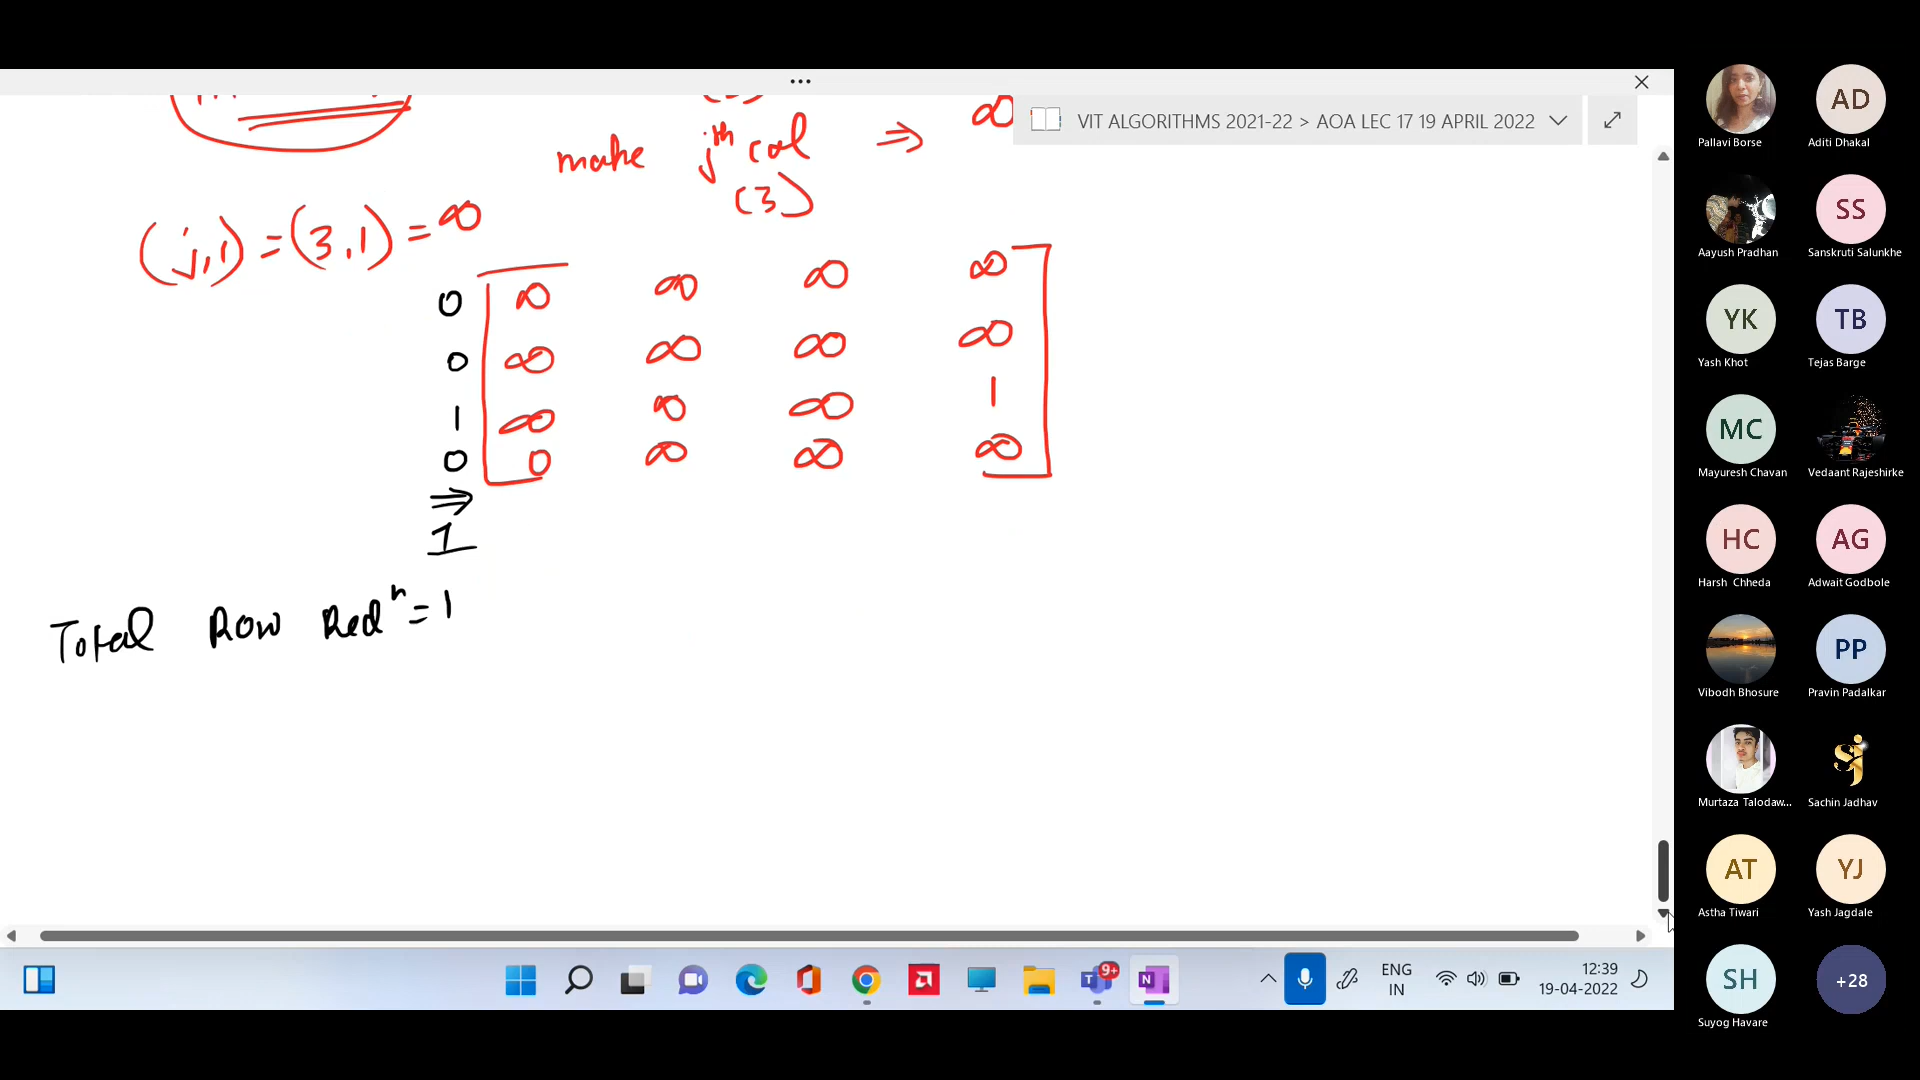 VIT ALGORITHMS 2021-22 > AOA LEC 17 19 APRIL 2022
∞
make jth col ⇒
(3)
(j,1) = (3,1) = ∞
0 ∞ ∞ ∞ ∞
0 ∞ ∞ ∞ ∞
1 ∞ ∞ ∞ 1
0 0 ∞ ∞ ∞
⇒
1
Total Row Redn = 1
Pallavi Borse
AD
Aditi Dhakal
Aayush Pradhan
SS
Sanskruti Salunkhe
YK
Yash Khot
TB
Tejas Barge
MC
Mayuresh Chavan
Vedaant Rajeshirke
HC
Harsh Chheda
AG
Adwait Godbole
Vibodh Bhosure
PP
Pravin Padalkar
Murtaza Talodaw...
Sj
Sachin Jadhav
AT
Astha Tiwari
YJ
Yash Jagdale
SH
Suyog Havare
+28
9+
N
ENG
IN
12:39
19-04-2022